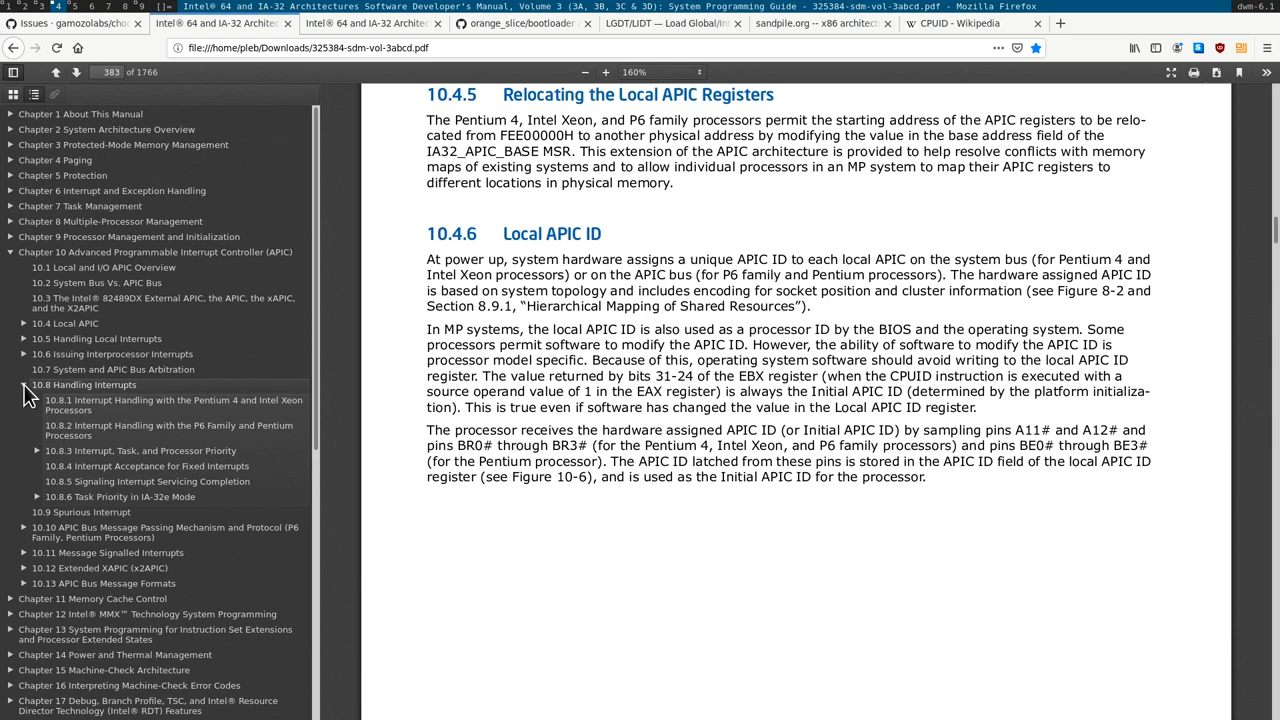 1 2 3 4 5 6 7 8 9 []= Intel® 64 and IA-32 Architectures Software Developer's Manual, Volume 3 (3A, 3B, 3C & 3D): System Programming Guide - 325384-sdm-vol-3abcd.pdf - Mozilla Firefox dwm-6.1
Issues · gamozolabs/choc Intel® 64 and IA-32 Architec Intel® 64 and IA-32 Architec orange_slice/bootloader LGDT/LIDT — Load Global/In sandpile.org -- x86 architect CPUID - Wikipedia
file:///home/pleb/Downloads/325384-sdm-vol-3abcd.pdf
383 of 1766 160%
Chapter 1 About This Manual
Chapter 2 System Architecture Overview
Chapter 3 Protected-Mode Memory Management
Chapter 4 Paging
Chapter 5 Protection
Chapter 6 Interrupt and Exception Handling
Chapter 7 Task Management
Chapter 8 Multiple-Processor Management
Chapter 9 Processor Management and Initialization
Chapter 10 Advanced Programmable Interrupt Controller (APIC)
10.1 Local and I/O APIC Overview
10.2 System Bus Vs. APIC Bus
10.3 The Intel® 82489DX External APIC, the APIC, the xAPIC,
and the X2APIC
10.4 Local APIC
10.5 Handling Local Interrupts
10.6 Issuing Interprocessor Interrupts
10.7 System and APIC Bus Arbitration
10.8 Handling Interrupts
10.8.1 Interrupt Handling with the Pentium 4 and Intel Xeon
Processors
10.8.2 Interrupt Handling with the P6 Family and Pentium
Processors
10.8.3 Interrupt, Task, and Processor Priority
10.8.4 Interrupt Acceptance for Fixed Interrupts
10.8.5 Signaling Interrupt Servicing Completion
10.8.6 Task Priority in IA-32e Mode
10.9 Spurious Interrupt
10.10 APIC Bus Message Passing Mechanism and Protocol (P6
Family, Pentium Processors)
10.11 Message Signalled Interrupts
10.12 Extended XAPIC (x2APIC)
10.13 APIC Bus Message Formats
Chapter 11 Memory Cache Control
Chapter 12 Intel® MMX™ Technology System Programming
Chapter 13 System Programming for Instruction Set Extensions
and Processor Extended States
Chapter 14 Power and Thermal Management
Chapter 15 Machine-Check Architecture
Chapter 16 Interpreting Machine-Check Error Codes
Chapter 17 Debug, Branch Profile, TSC, and Intel® Resource
Director Technology (Intel® RDT) Features
10.4.5 Relocating the Local APIC Registers
The Pentium 4, Intel Xeon, and P6 family processors permit the starting address of the APIC registers to be relo-
cated from FEE00000H to another physical address by modifying the value in the base address field of the
IA32_APIC_BASE MSR. This extension of the APIC architecture is provided to help resolve conflicts with memory
maps of existing systems and to allow individual processors in an MP system to map their APIC registers to
different locations in physical memory.
10.4.6 Local APIC ID
At power up, system hardware assigns a unique APIC ID to each local APIC on the system bus (for Pentium 4 and
Intel Xeon processors) or on the APIC bus (for P6 family and Pentium processors). The hardware assigned APIC ID
is based on system topology and includes encoding for socket position and cluster information (see Figure 8-2 and
Section 8.9.1, “Hierarchical Mapping of Shared Resources”).
In MP systems, the local APIC ID is also used as a processor ID by the BIOS and the operating system. Some
processors permit software to modify the APIC ID. However, the ability of software to modify the APIC ID is
processor model specific. Because of this, operating system software should avoid writing to the local APIC ID
register. The value returned by bits 31-24 of the EBX register (when the CPUID instruction is executed with a
source operand value of 1 in the EAX register) is always the Initial APIC ID (determined by the platform initializa-
tion). This is true even if software has changed the value in the Local APIC ID register.
The processor receives the hardware assigned APIC ID (or Initial APIC ID) by sampling pins A11# and A12# and
pins BR0# through BR3# (for the Pentium 4, Intel Xeon, and P6 family processors) and pins BE0# through BE3#
(for the Pentium processor). The APIC ID latched from these pins is stored in the APIC ID field of the local APIC ID
register (see Figure 10-6), and is used as the Initial APIC ID for the processor.